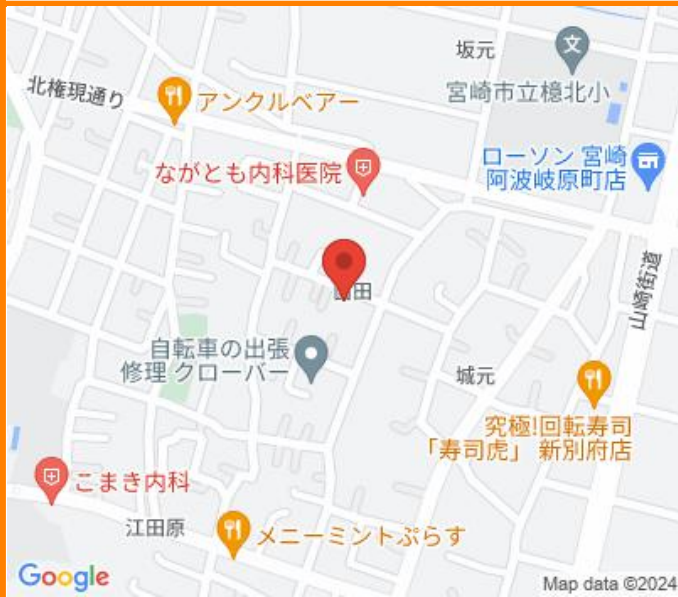 坂元
宮崎市立檍北小
北権現通り
アンクルベアー
ローソン 宮崎
阿波岐原町店
ながとも内科医院
山崎街道
田
自転車の出張
修理 クローバー
城元
究極!回転寿司
「寿司虎」 新別府店
こまき内科
江田原
メニーミントぷらす
Google
Map data ©2024